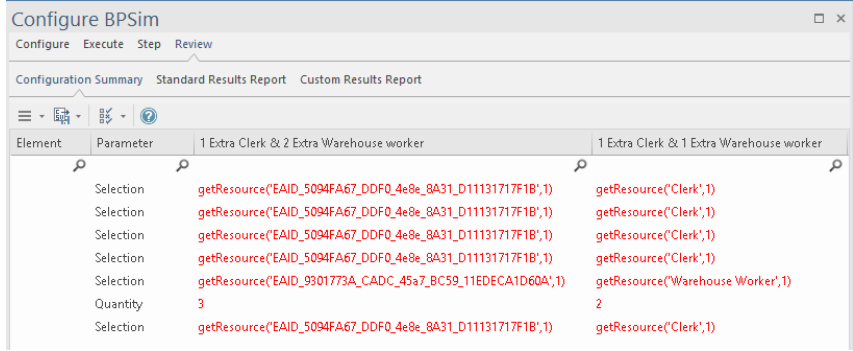 Configure BPSim
Configure Execute Step Review
Configuration Summary Standard Results Report Custom Results Report
Element Parameter 1 Extra Clerk & 2 Extra Warehouse worker 1 Extra Clerk & 1 Extra Warehouse worker
Selection getResource('EAID_5094FA67_DDF0_4e8e_8A31_D11131717F1B',1) getResource('Clerk',1)
Selection getResource('EAID_5094FA67_DDF0_4e8e_8A31_D11131717F1B',1) getResource('Clerk',1)
Selection getResource('EAID_5094FA67_DDF0_4e8e_8A31_D11131717F1B',1) getResource('Clerk',1)
Selection getResource('EAID_5094FA67_DDF0_4e8e_8A31_D11131717F1B',1) getResource('Clerk',1)
Selection getResource('EAID_9301773A_CADC_45a7_BC59_11EDECA1D60A',1) getResource('Warehouse Worker',1)
Quantity 3 2
Selection getResource('EAID_5094FA67_DDF0_4e8e_8A31_D11131717F1B',1) getResource('Clerk',1)